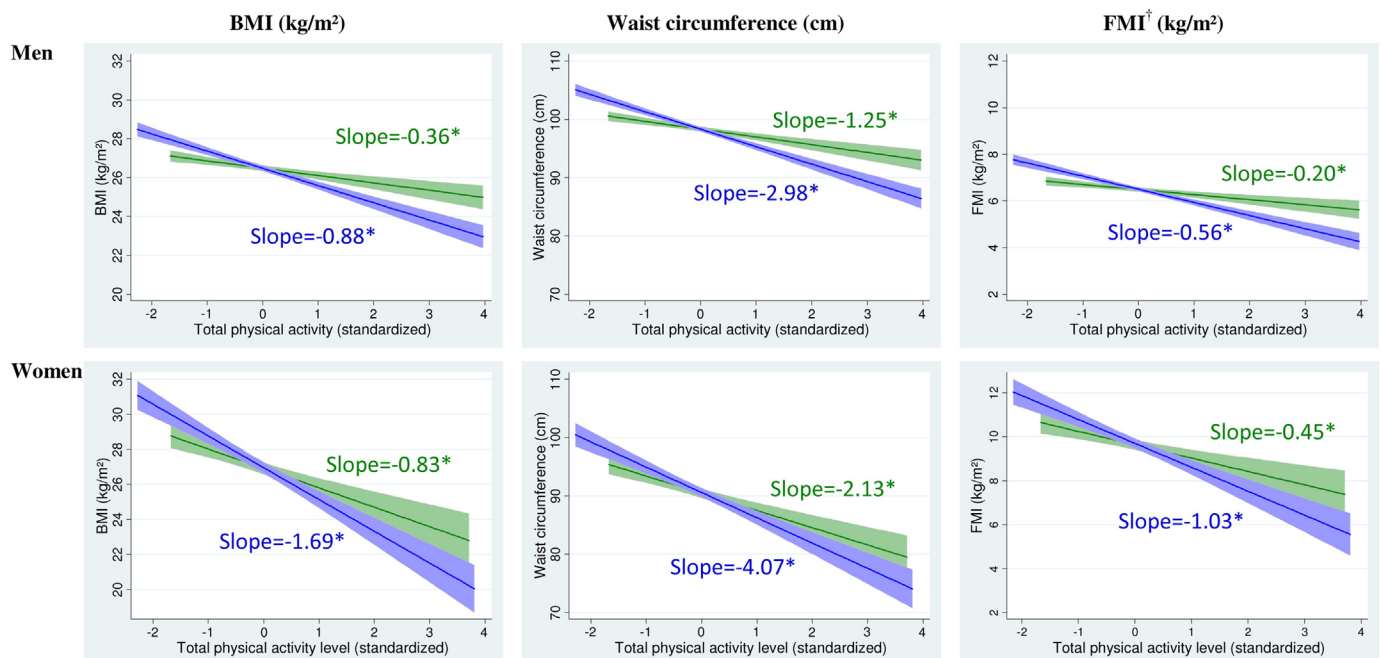 BMI (kg/m²) Waist circumference (cm) FMI† (kg/m²)
Men
BMI (kg/m²)
32
30
28
26
24
22
20
Slope=-0.36*
Slope=-0.88*
-2 -1 0 1 2 3 4
Total physical activity (standardized)
Waist circumference (cm)
110
100
90
80
70
Slope=-1.25*
Slope=-2.98*
-2 -1 0 1 2 3 4
Total physical activity (standardized)
FMI (kg/m²)
12
10
8
6
4
2
Slope=-0.20*
Slope=-0.56*
-2 -1 0 1 2 3 4
Total physical activity (standardized)
Women
BMI (kg/m²)
32
30
28
26
24
22
20
Slope=-0.83*
Slope=-1.69*
-2 -1 0 1 2 3 4
Total physical activity level (standardized)
Waist circumference (cm)
110
100
90
80
70
Slope=-2.13*
Slope=-4.07*
-2 -1 0 1 2 3 4
Total physical activity level (standardized)
FMI (kg/m²)
12
10
8
6
4
2
Slope=-0.45*
Slope=-1.03*
-2 -1 0 1 2 3 4
Total physical activity level (standardized)